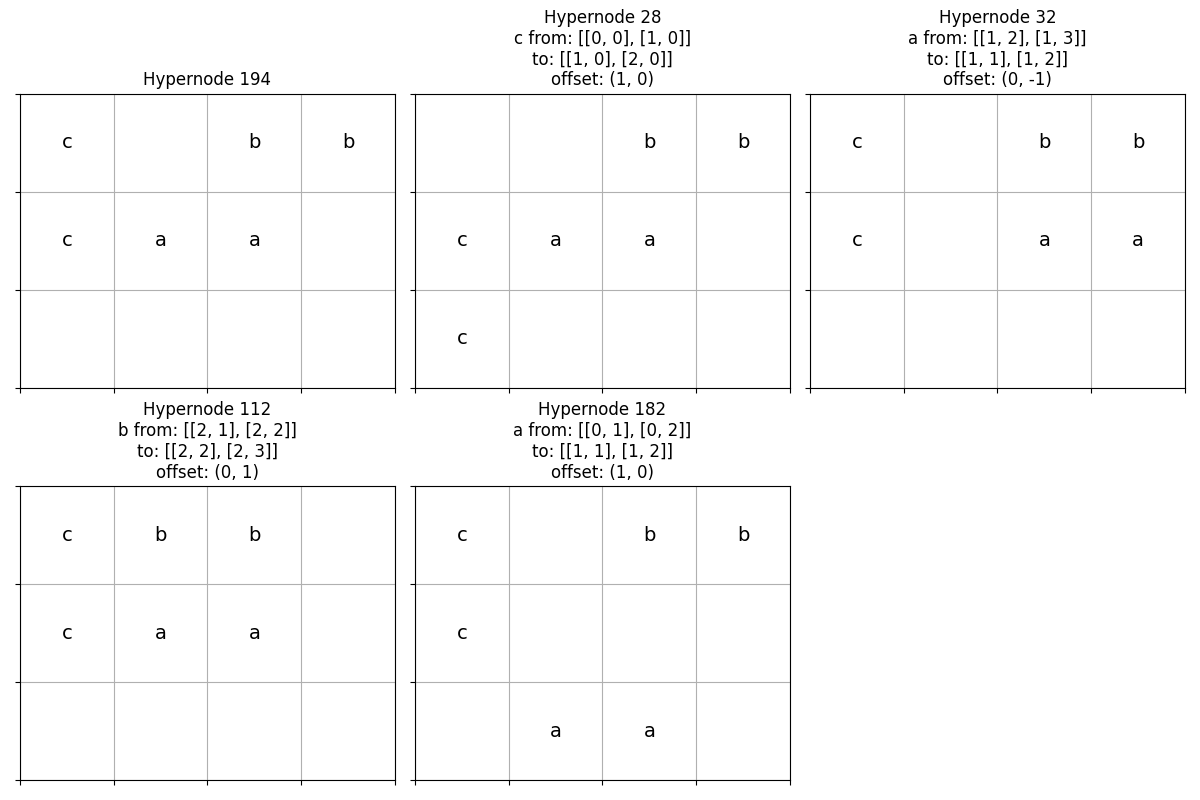 Hypernode 194
c b b
c a a
Hypernode 28
c from: [[0, 0], [1, 0]]
to: [[1, 0], [2, 0]]
offset: (1, 0)
b b
c a a
c
Hypernode 32
a from: [[1, 2], [1, 3]]
to: [[1, 1], [1, 2]]
offset: (0, -1)
c b b
c a a
Hypernode 112
b from: [[2, 1], [2, 2]]
to: [[2, 2], [2, 3]]
offset: (0, 1)
c b b
c a a
Hypernode 182
a from: [[0, 1], [0, 2]]
to: [[1, 1], [1, 2]]
offset: (1, 0)
c b b
c
a a